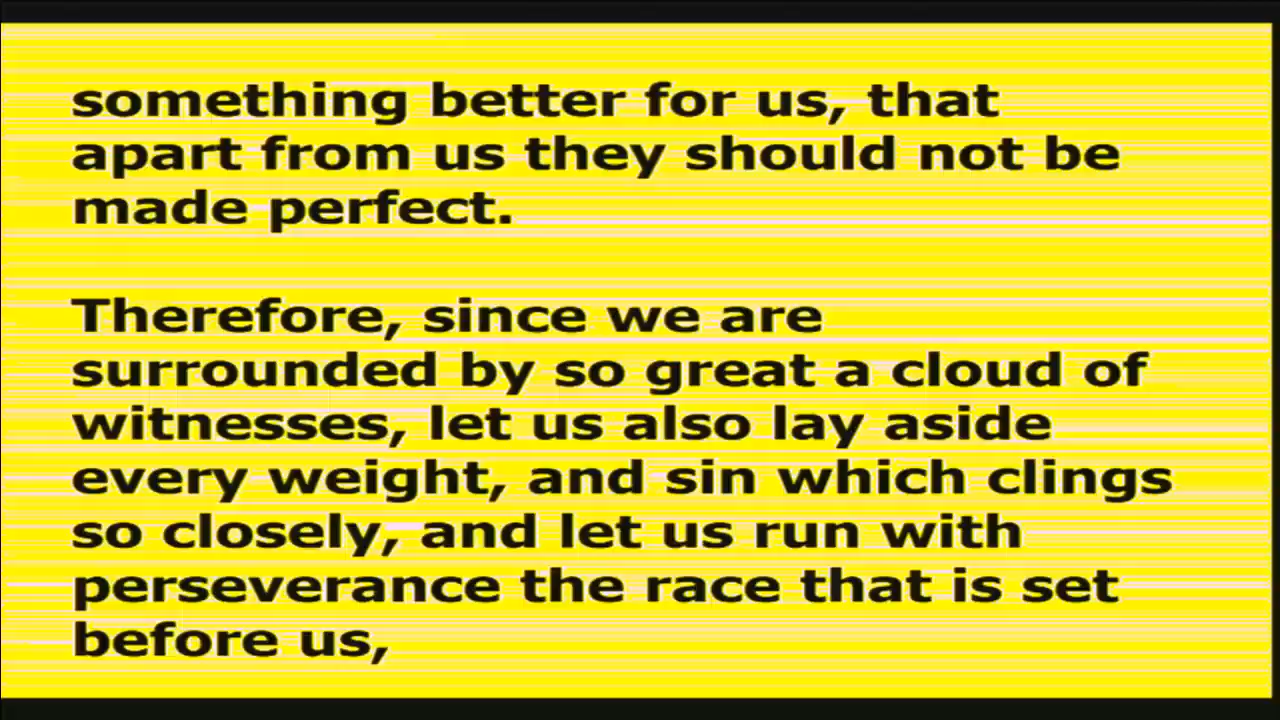 something better for us, that
apart from us they should not be
made perfect.
Therefore, since we are
surrounded by so great a cloud of
witnesses, let us also lay aside
every weight, and sin which clings
so closely, and let us run with
perseverance the race that is set
before us,